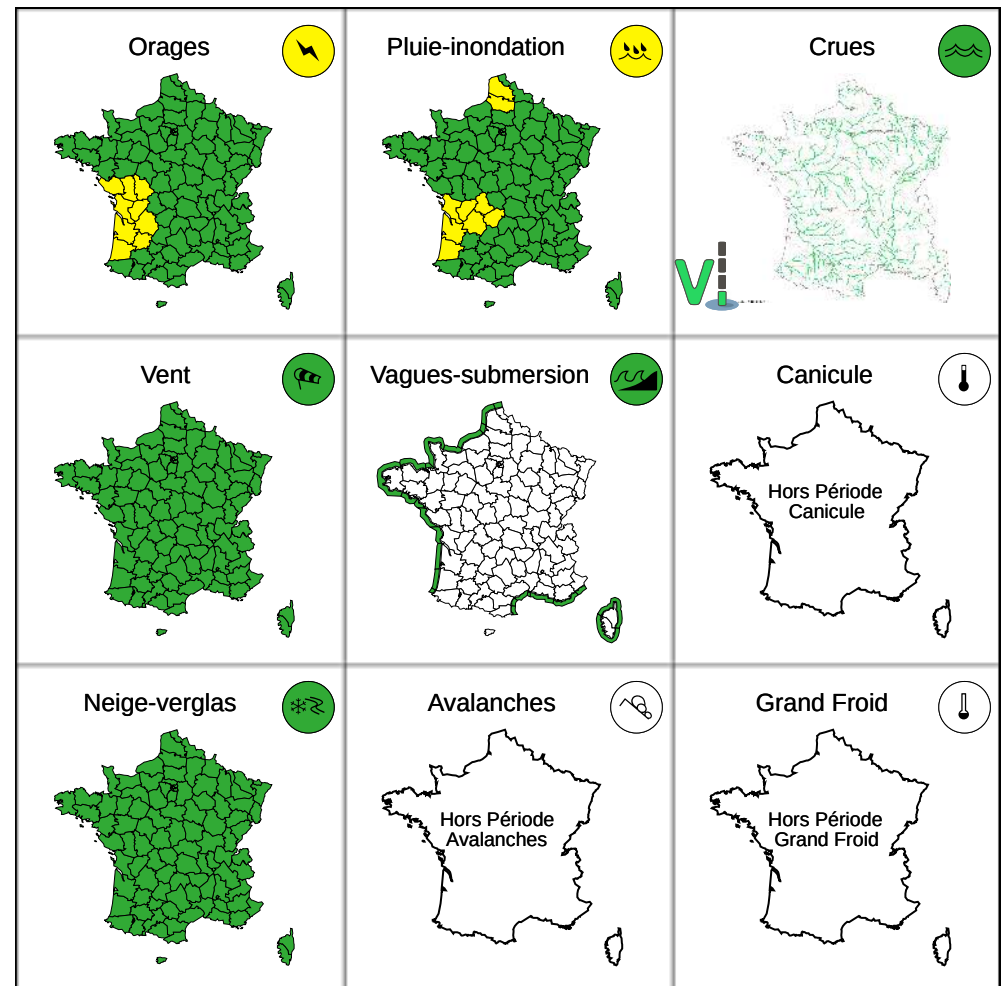 Orages
Pluie-inondation
Crues
Vi
Vent
Vagues-submersion
Canicule
Hors Période
Canicule
Neige-verglas
Avalanches
Hors Période
Avalanches
Grand Froid
Hors Période
Grand Froid